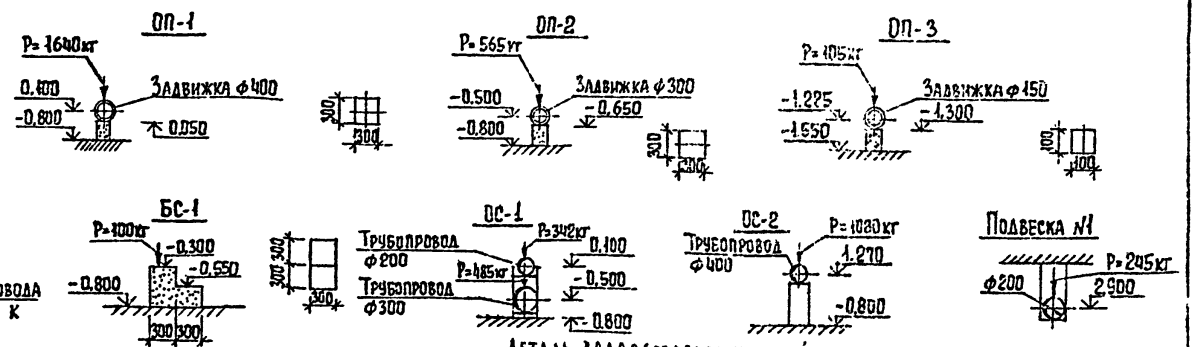 ОП-1
Р=1640кг
0.100
-0.800
Задвижка ф400
0.050
300
300
ОП-2
Р=565кг
-0.500
-0.800
Задвижка ф300
-0.650
300
300
ОП-3
Р=105кг
-1.225
-1.550
Задвижка ф150
-1.300
100
100
БС-1
Р=100кг
-0.300
-0.550
-0.800
300 300
300 300
300
ОВОДА
К
ОС-1
Трубопровод
ф200
Р=342кг
0.100
Р=485кг
Трубопровод
ф300
-0.500
-0.800
ОС-2
Трубопровод
ф400
Р=1080кг
1.270
-0.800
Подвеска №1
ф200
Р=245кг
2.900